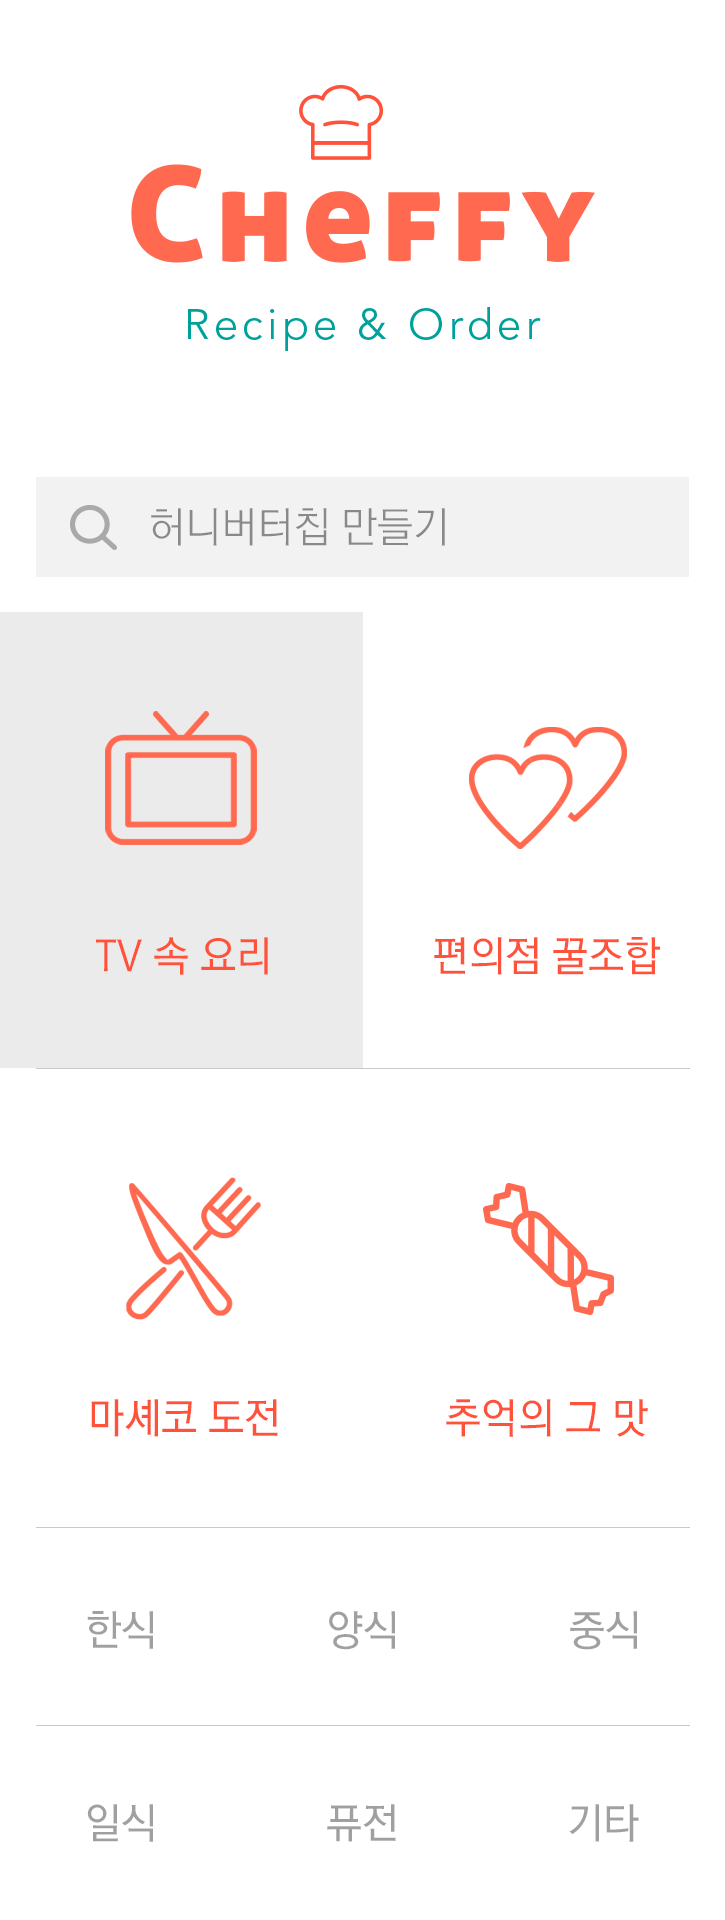 CHeFFY
Recipe & Order
허니버터칩 만들기
TV 속 요리
편의점 꿀조합
마셰코 도전
추억의 그 맛
한식 양식 중식
일식 퓨전 기타